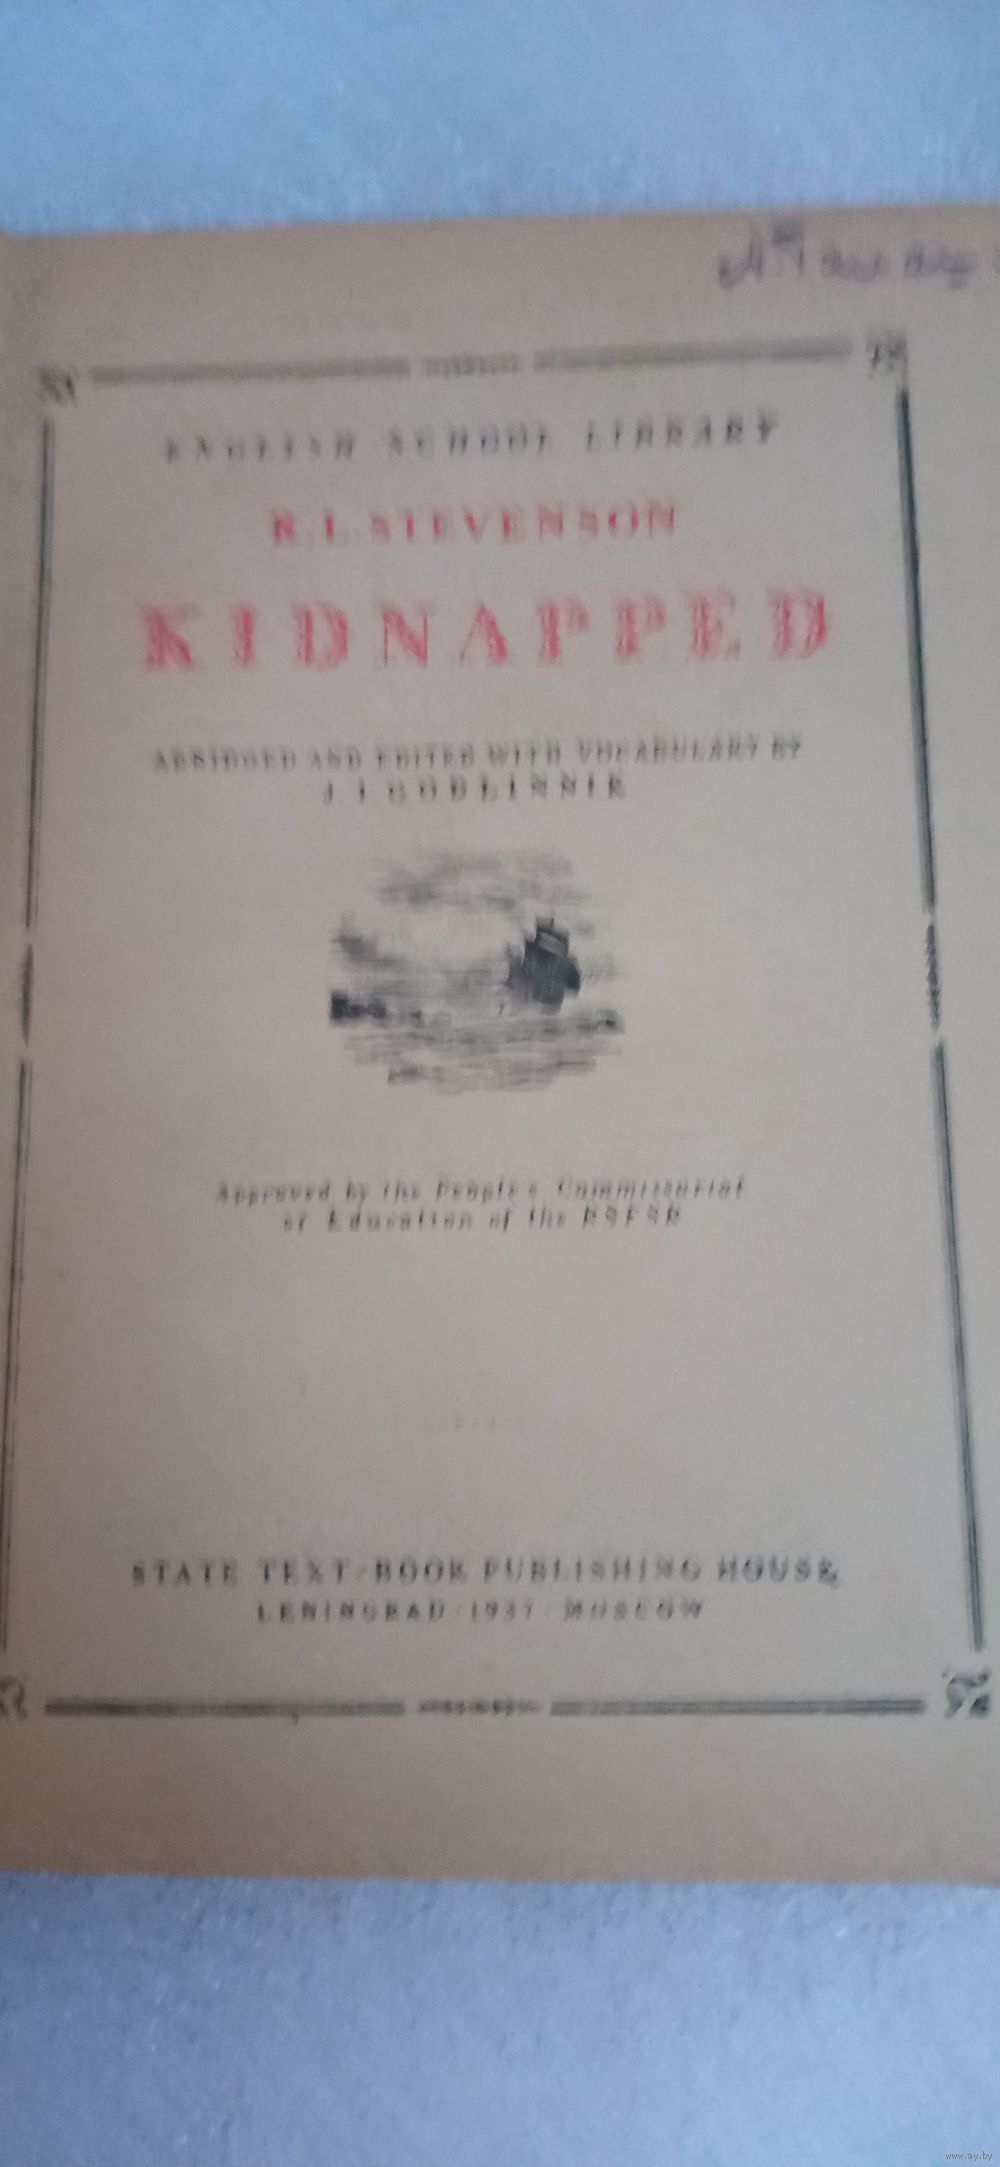 ENGLISH SCHOOL LIBRARY
R. L. STEVENSON
KIDNAPPED
ABRIDGED AND EDITED WITH VOCABULARY BY
J. I. GODLINNIK
Approved by the People's Commissariat
of Education of the RSFSR
STATE TEXT-BOOK PUBLISHING HOUSE
LENINGRAD · 1937 · MOSCOW
www.ay.by